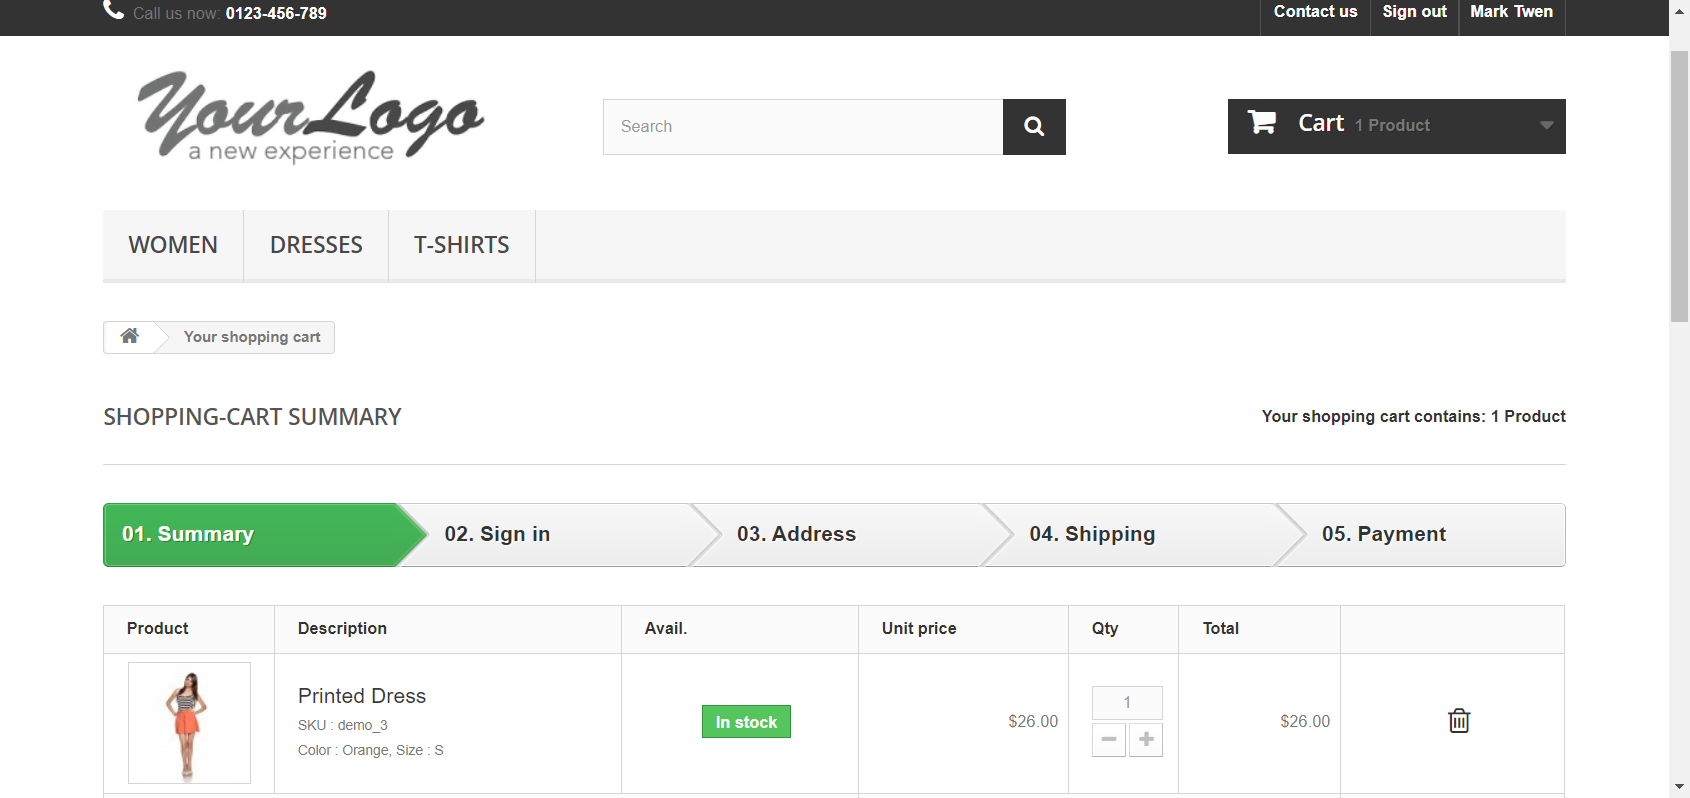 Call us now: 0123-456-789
Contact us
Sign out
Mark Twen
YourLogo
a new experience
Search
Cart 1 Product
WOMEN
DRESSES
T-SHIRTS
Your shopping cart
SHOPPING-CART SUMMARY
Your shopping cart contains: 1 Product
01. Summary
02. Sign in
03. Address
04. Shipping
05. Payment
Product
Description
Avail.
Unit price
Qty
Total
Printed Dress
SKU : demo_3
Color : Orange, Size : S
In stock
$26.00
1
$26.00